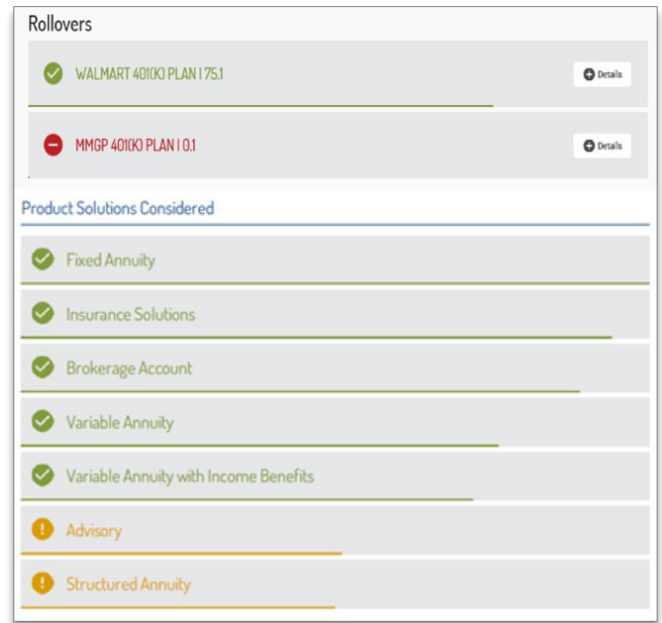 Rollovers
WALMART 401(K) PLAN | 75.1
Details
MMGP 401(K) PLAN | 0.1
Details
Product Solutions Considered
Fixed Annuity
Insurance Solutions
Brokerage Account
Variable Annuity
Variable Annuity with Income Benefits
Advisory
Structured Annuity